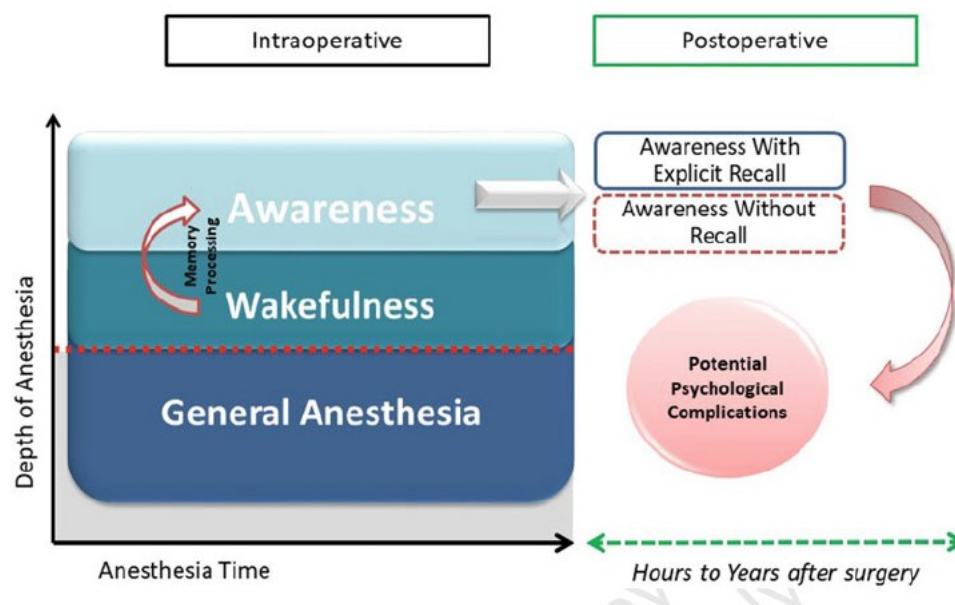 Intraoperative
Postoperative
Depth of Anesthesia
Awareness
Memory
Processing
Wakefulness
General Anesthesia
Awareness With
Explicit Recall
Awareness Without
Recall
Potential
Psychological
Complications
Anesthesia Time
Hours to Years after surgery